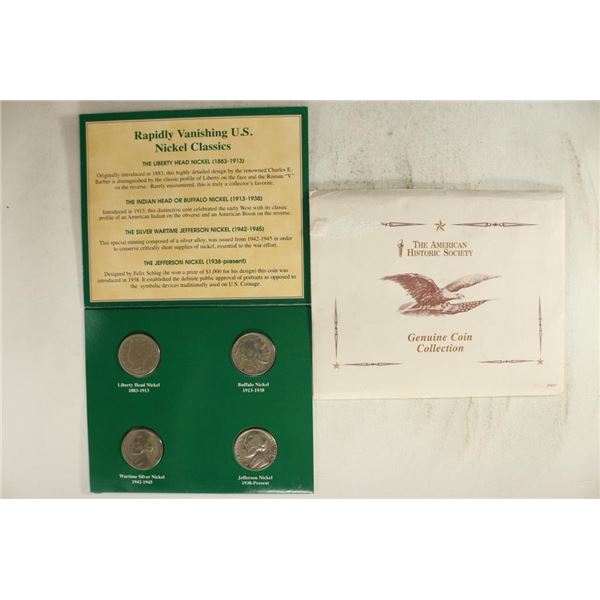 Rapidly Vanishing U.S.
Nickel Classics
THE LIBERTY HEAD NICKEL (1883-1913)
Originally introduced in 1883, this highly detailed design by the renowned Charles E.
Barber is distinguished by the classic profile of Liberty on the face and the Roman "V"
on the reverse. Rarely encountered, this is truly a collector's favorite.
THE INDIAN HEAD OR BUFFALO NICKEL (1913-1938)
Introduced in 1913, this distinctive coin celebrated the early West with its classic
profile of an American Indian on the obverse and an American Bison on the reverse.
THE SILVER WARTIME JEFFERSON NICKEL (1942-1945)
This special minting composed of a silver alloy, was issued from 1942-1945 in order
to conserve critically short supplies of nickel, essential to the war effort.
THE JEFFERSON NICKEL (1938-present)
Designed by Felix Schlag (he won a prize of $1,000 for his design) this coin was
introduced in 1938. It established the definite public approval of portraits as opposed to
the symbolic devices traditionally used on U.S. Coinage.
Liberty Head Nickel
1883-1913
Buffalo Nickel
1913-1938
Wartime Silver Nickel
1942-1945
Jefferson Nickel
1938-Present
THE AMERICAN
HISTORIC SOCIETY
Genuine Coin
Collection